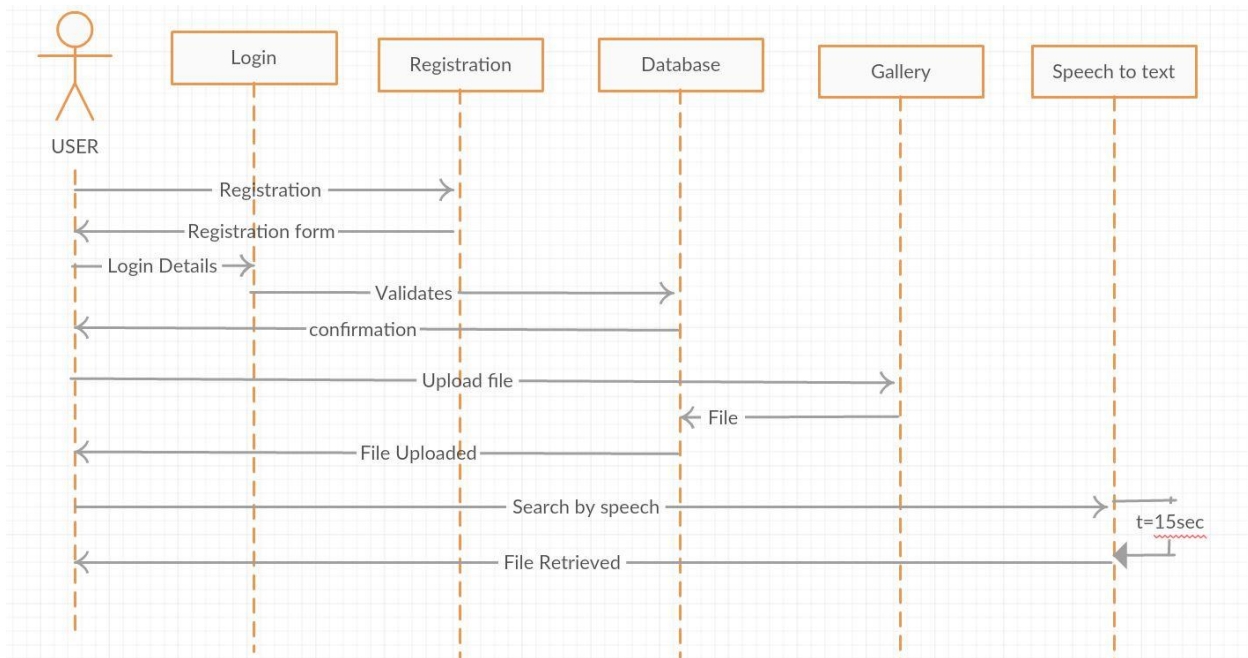 Login
Registration
Database
Gallery
Speech to text
USER
Registration
Registration form
Login Details
Validates
confirmation
Upload file
File
File Uploaded
Search by speech
t=15sec
File Retrieved